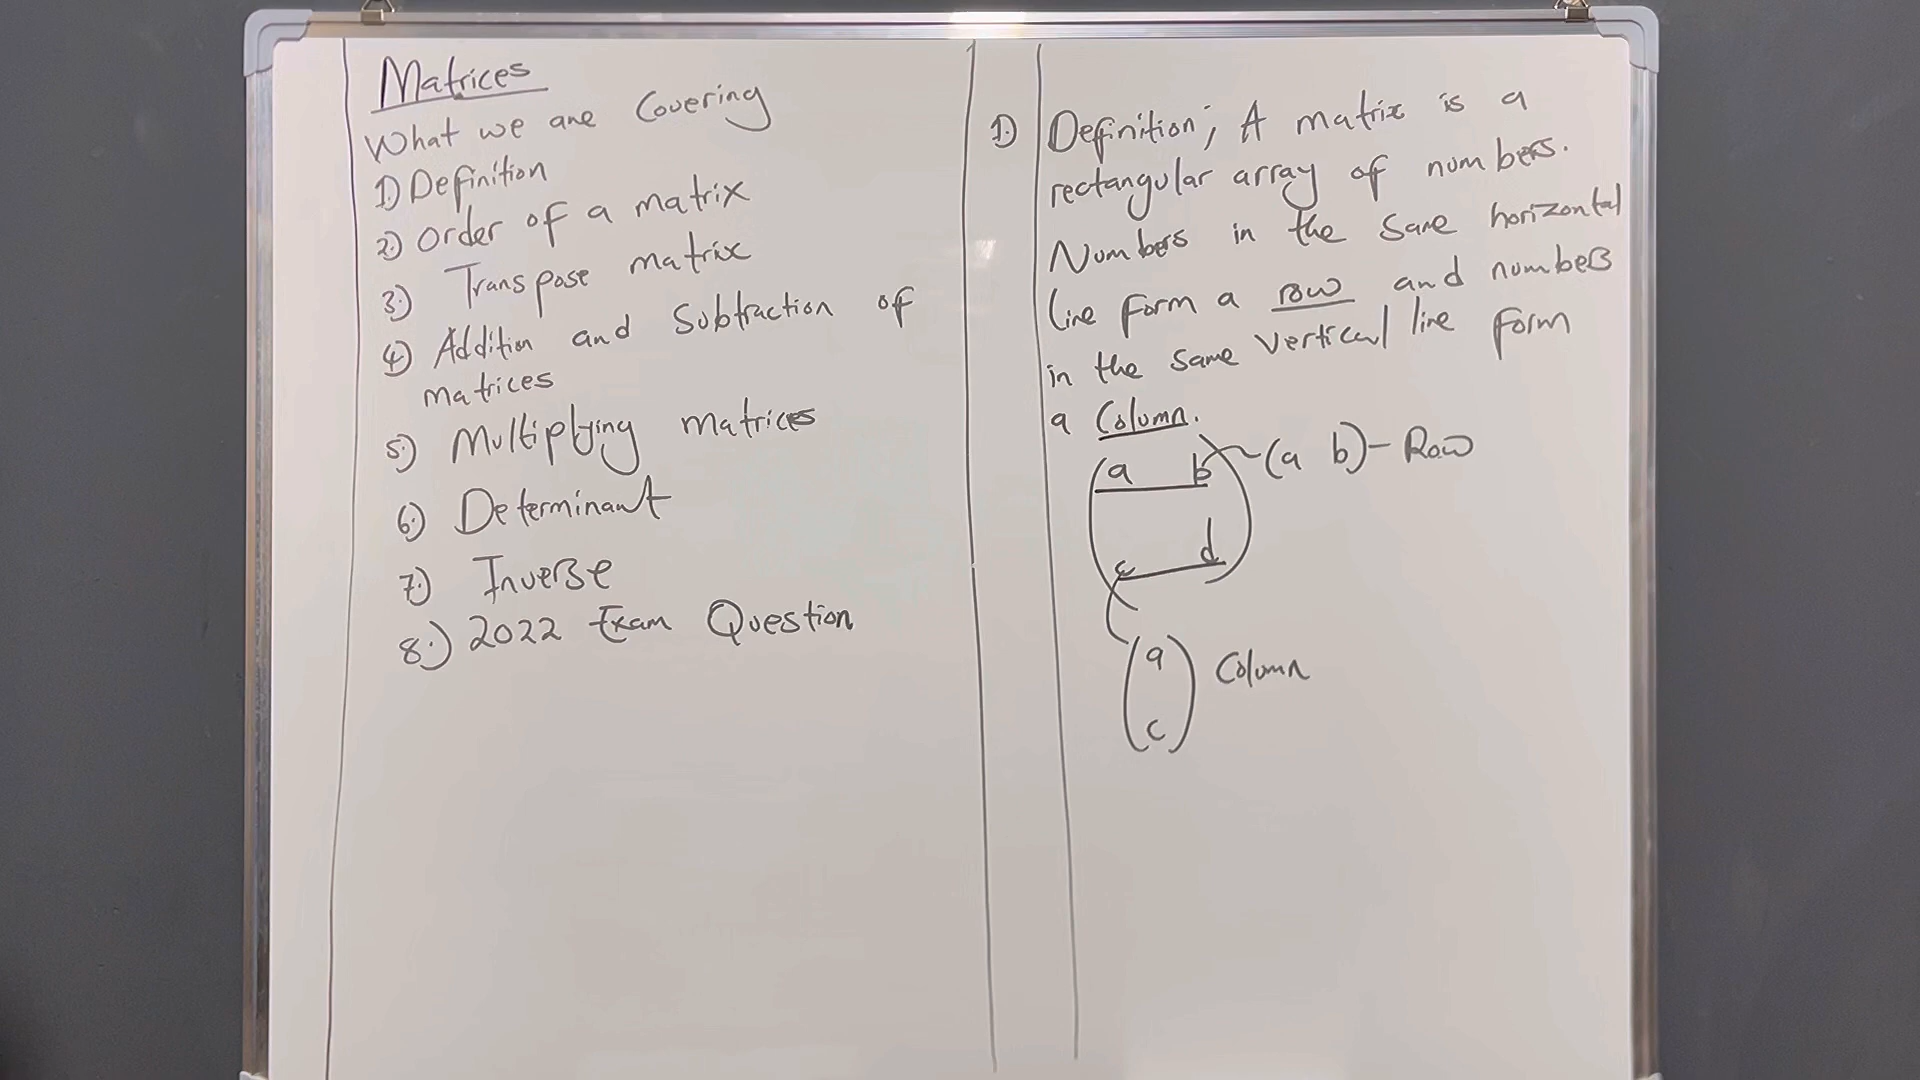 Matrices
What we are Covering
1) Definition
2) Order of a matrix
3) Transpose matrix
4) Addition and Subtraction of
matrices
5) Multiplying matrices
6) Determinant
7) Inverse
8.) 2022 Exam Question
1) Definition; A matrix is a
rectangular array of numbers.
Numbers in the same horizontal
line form a row and numbers
in the same vertical line form
a Column.
(a b) (a b) - Row
c d
a Column
c